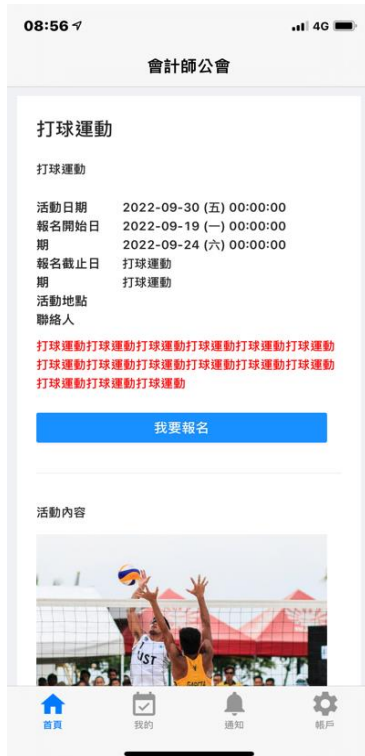 08:56
4G
會計師公會
打球運動
打球運動
活動日期 2022-09-30 (五) 00:00:00
報名開始日 2022-09-19 (一) 00:00:00
期 2022-09-24 (六) 00:00:00
報名截止日 打球運動
期 打球運動
活動地點
聯絡人
打球運動打球運動打球運動打球運動打球運動打球運動
打球運動打球運動打球運動打球運動打球運動打球運動
打球運動打球運動打球運動
我要報名
活動內容
I
UST
首頁 我的 通知 帳戶